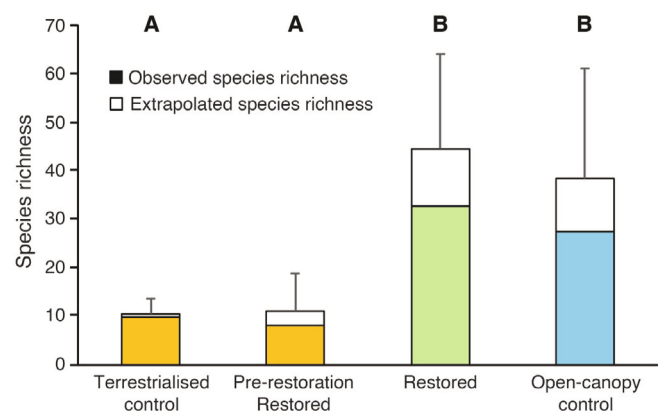 70
A
A
B
B
Observed species richness
60
Extrapolated species richness
50
40
30
20
10
0
Species richness
Terrestrialised
control
Pre-restoration
Restored
Restored
Open-canopy
control